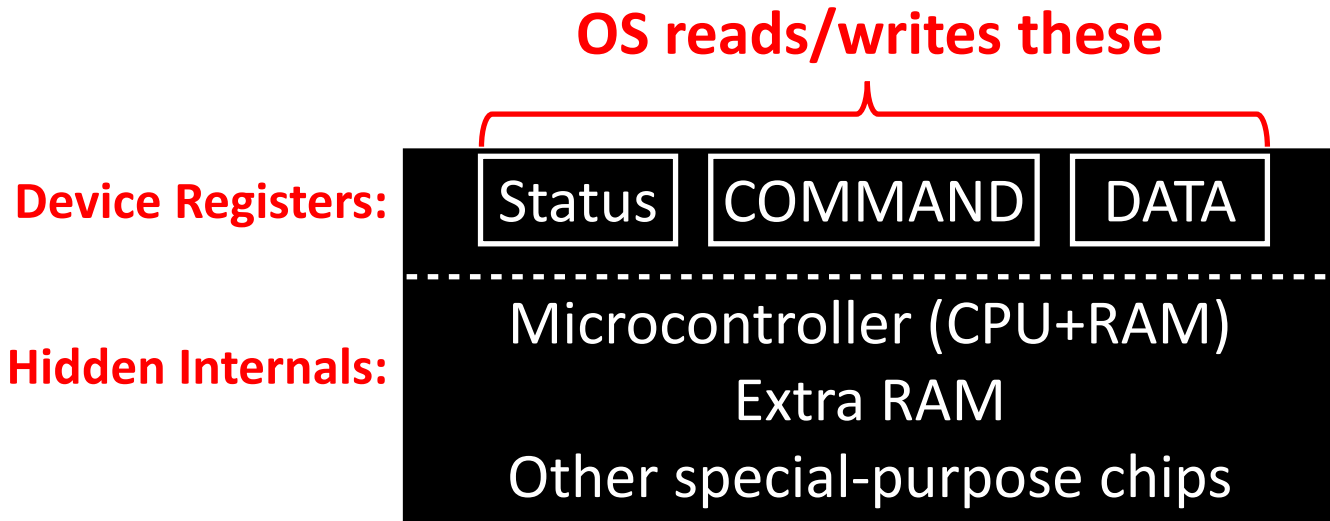 OS reads/writes these
Device Registers: Status COMMAND DATA
Microcontroller (CPU+RAM)
Hidden Internals:
Extra RAM
Other special-purpose chips